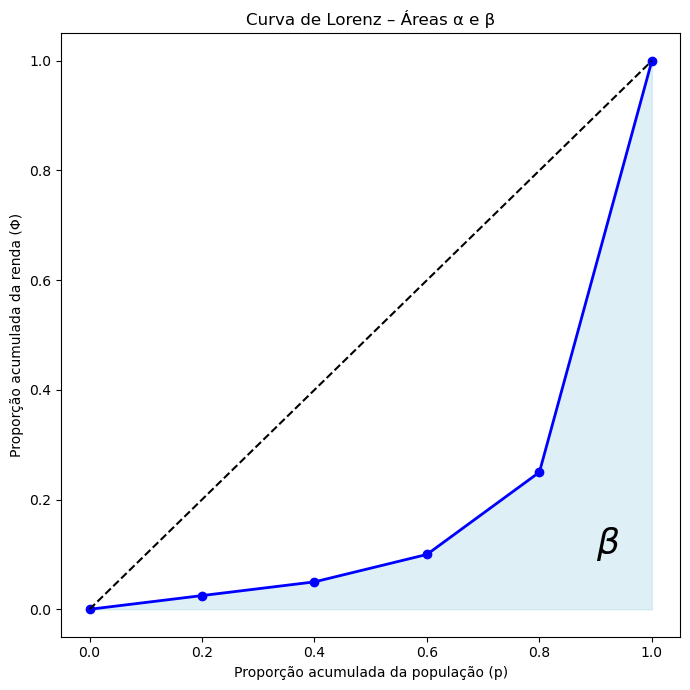 Curva de Lorenz – Áreas α e β
Proporção acumulada da renda (Φ)
1.0
0.8
0.6
0.4
0.2
0.0
β
0.0 0.2 0.4 0.6 0.8 1.0
Proporção acumulada da população (p)